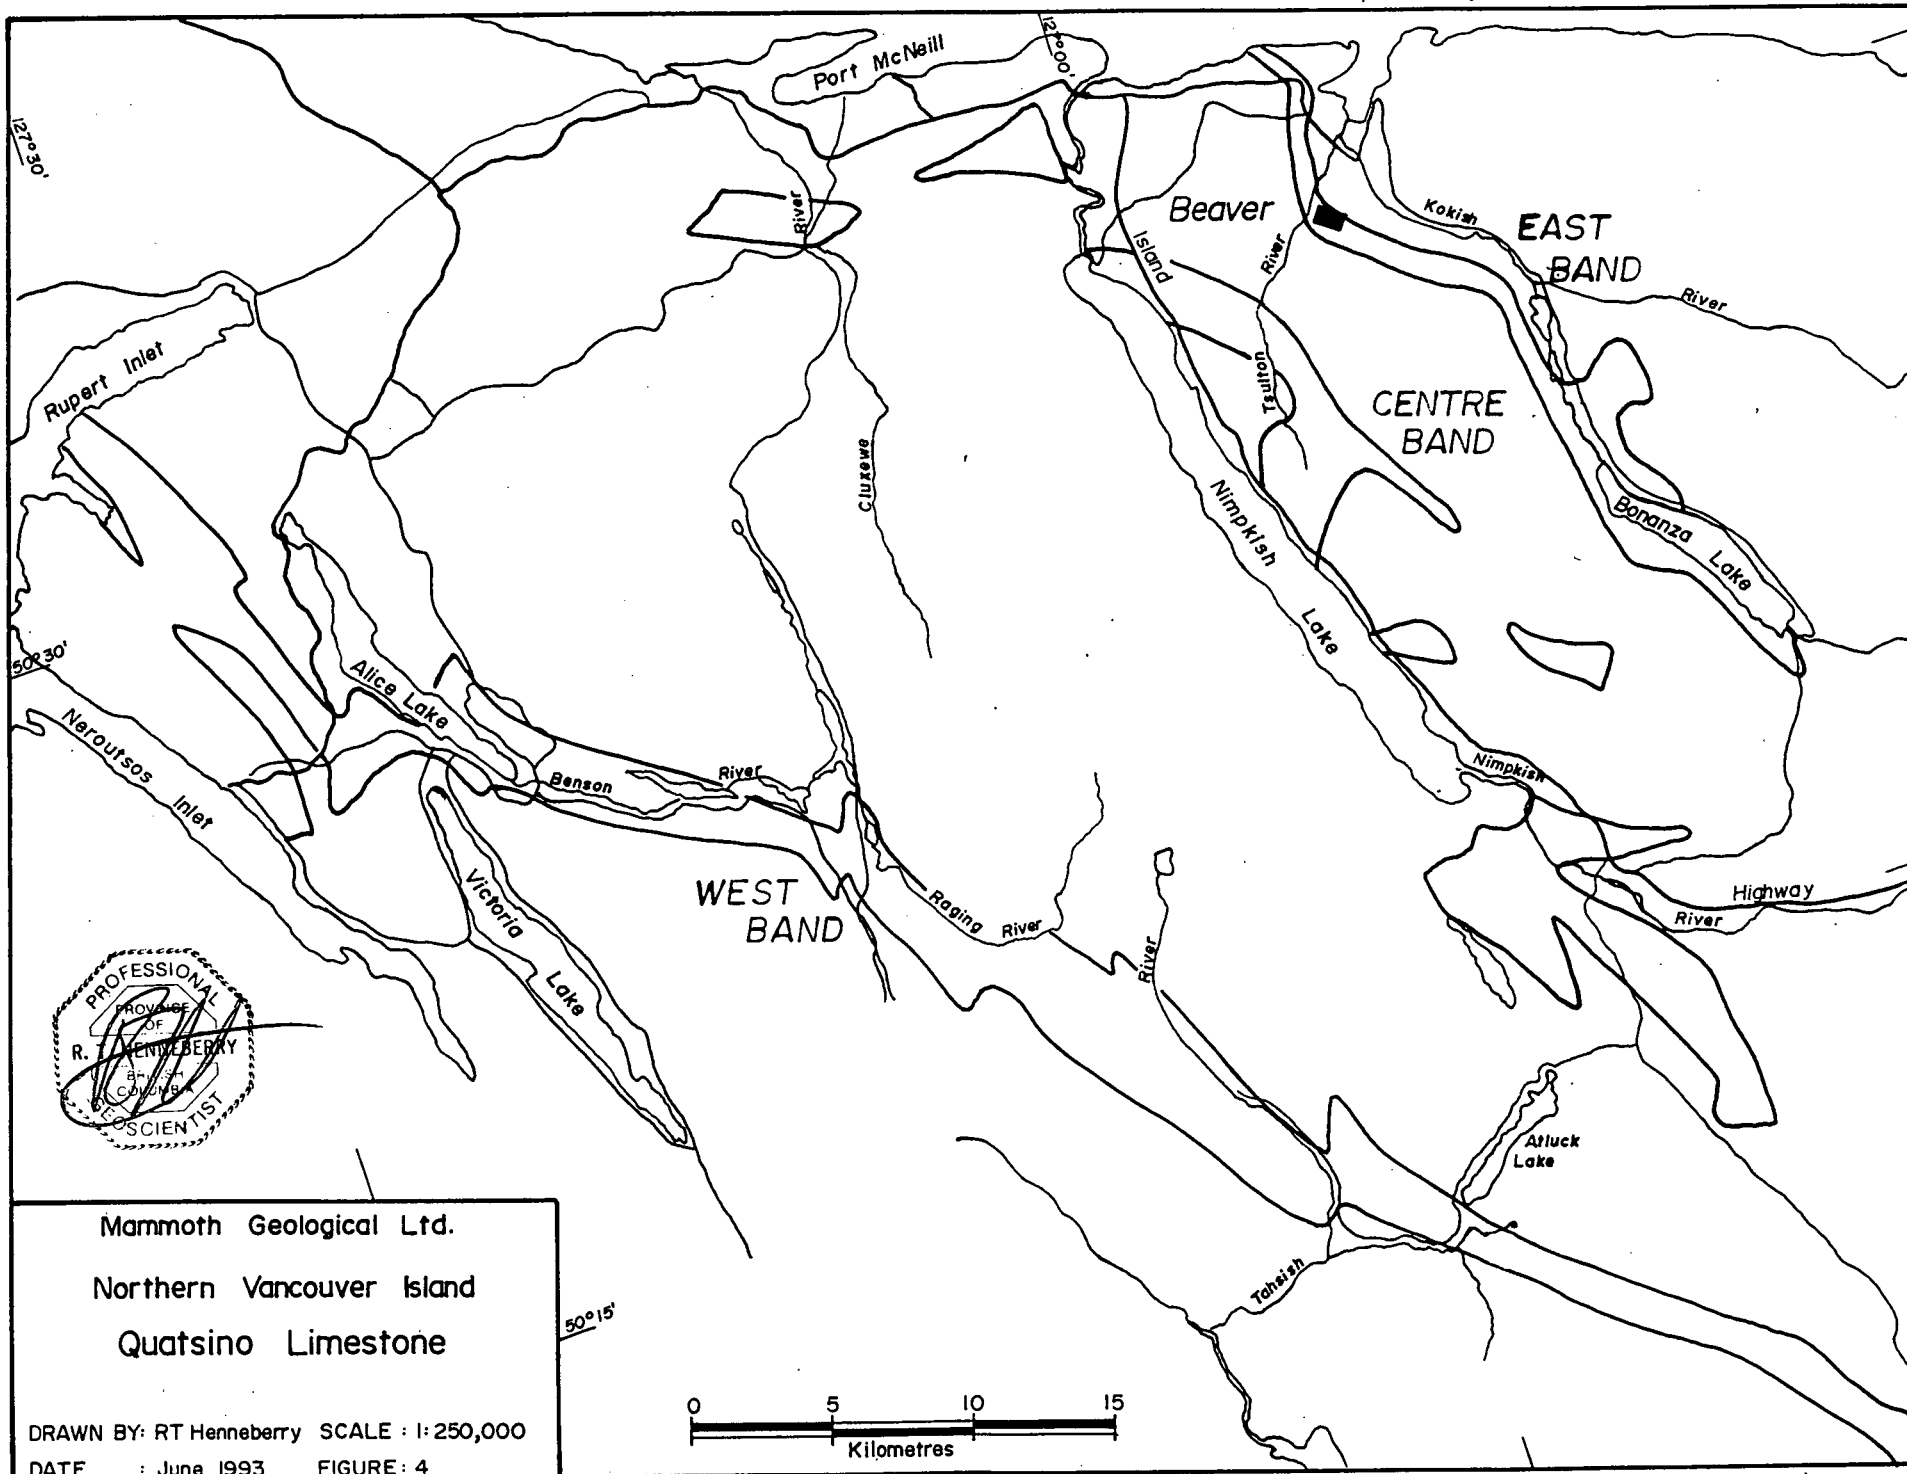 Port McNeill
127°00'
127°30'
River
Beaver
Kokish
EAST
BAND
Island
River
River
Rupert Inlet
Tsulton
CENTRE
BAND
Cluxewe
Nimpkish
Lake
Bonanza
Lake
50°30'
Alice Lake
Neroutsos
Inlet
Benson
River
Nimpkish
Victoria
Lake
WEST
BAND
Raging
River
River
Highway
River
PROFESSIONAL
PROVINCE
OF
R. T. HENNEBERRY
BRITISH
COLUMBIA
GEOSCIENTIST
Atluck
Lake
Tahsish
Mammoth Geological Ltd.
Northern Vancouver Island
Quatsino Limestone
DRAWN BY: RT Henneberry SCALE : 1:250,000
DATE : June 1993 FIGURE : 4
50°15'
0 5 10 15
Kilometres